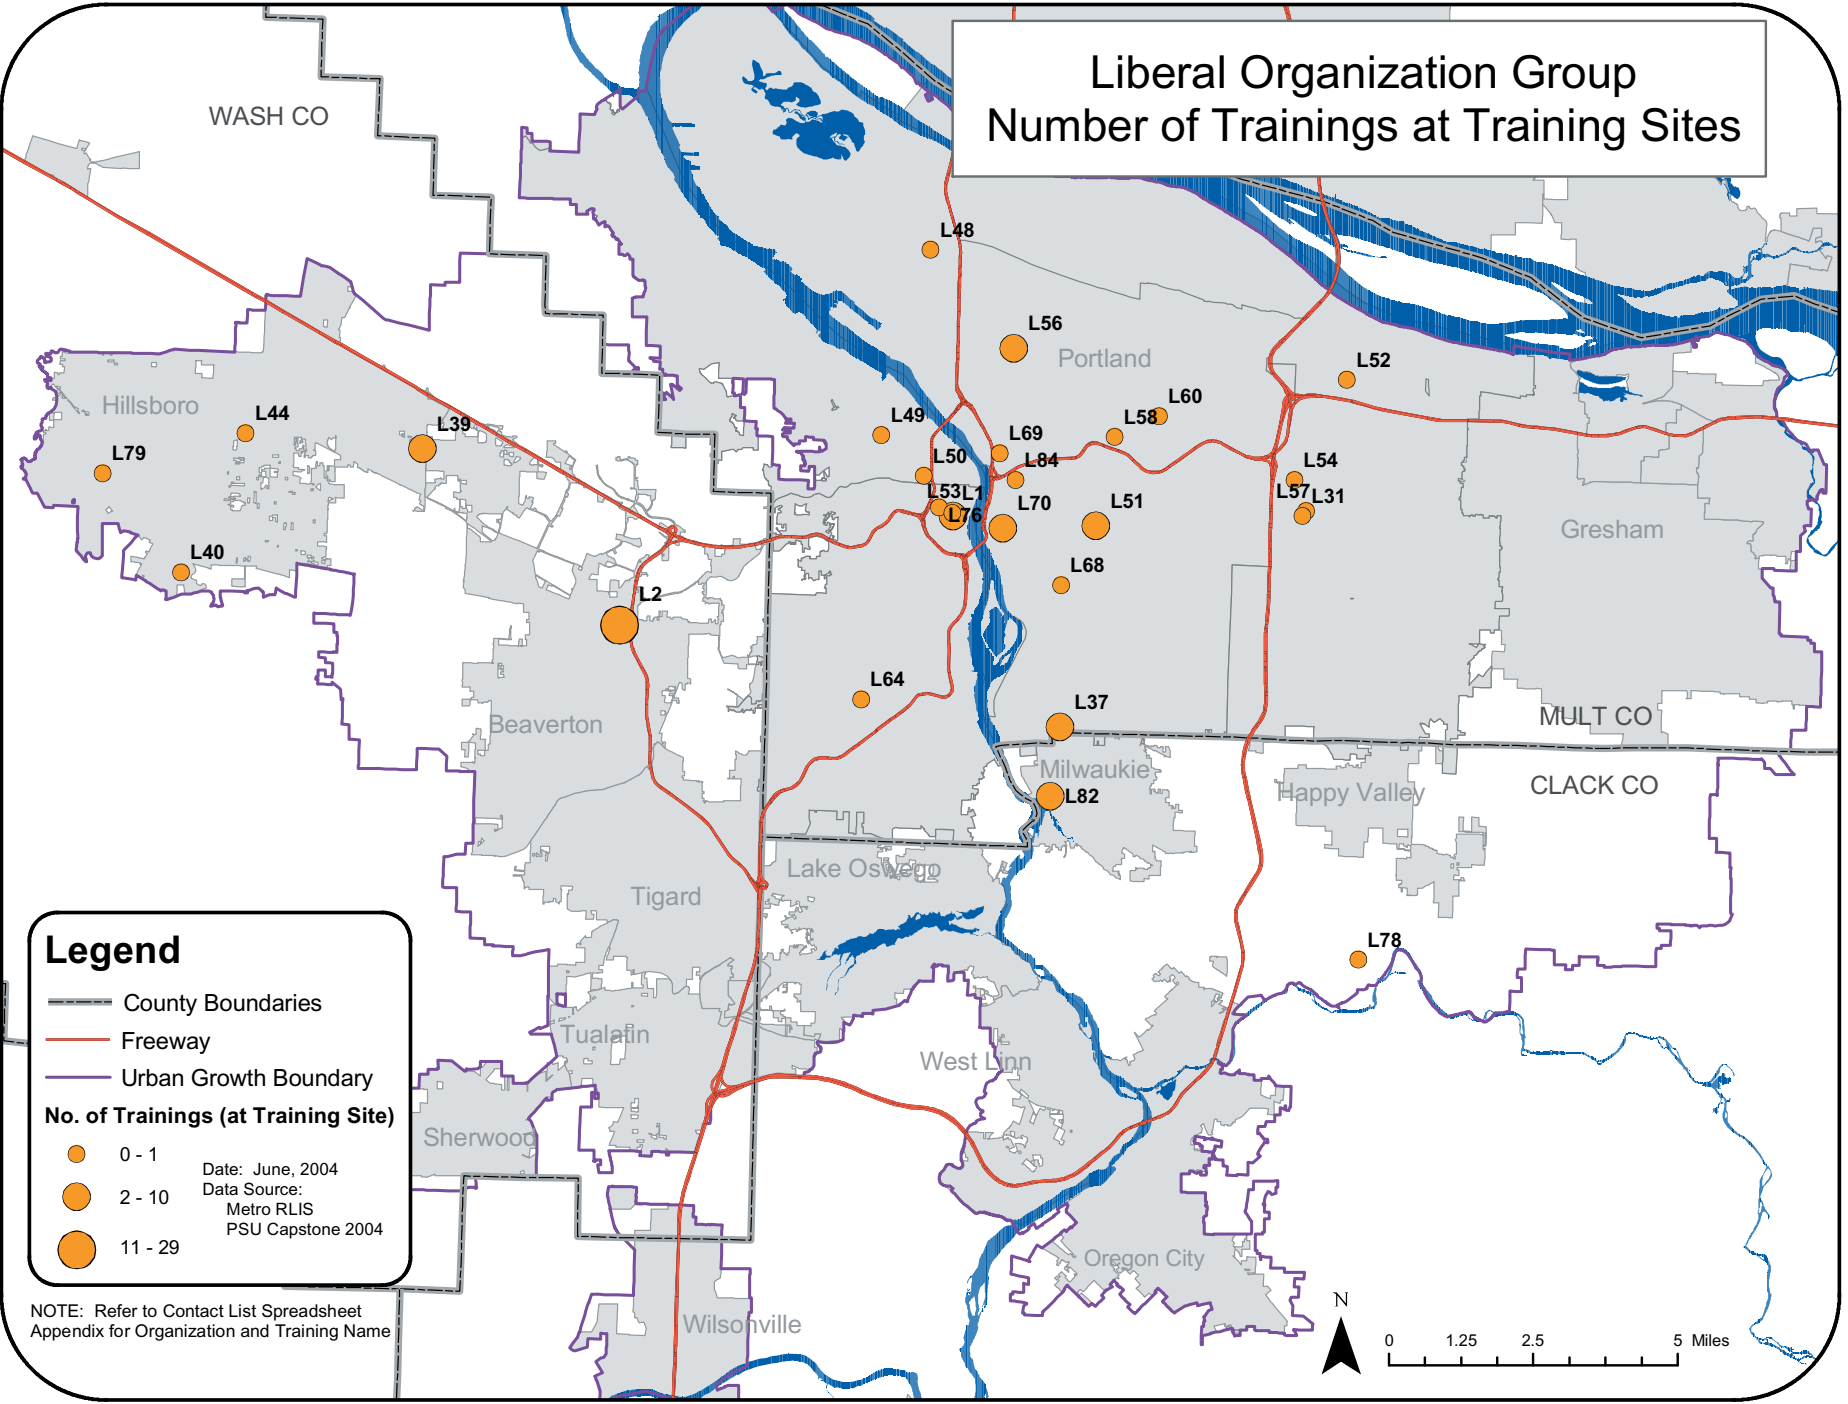 Liberal Organization Group
Number of Trainings at Training Sites
WASH CO
L48
L56
Portland
L52
Hillsboro
L44
L39
L49
L60
L58
L79
L69
L50
L84
L54
L53
L1
L76
L70
L51
L57
L31
Gresham
L40
L68
L2
L64
L37
Beaverton
MULT CO
Milwaukie
L82
Happy Valley
CLACK CO
Lake Oswego
Tigard
L78
Tualatin
West Linn
Sherwood
Oregon City
Wilsonville
Legend
County Boundaries
Freeway
Urban Growth Boundary
No. of Trainings (at Training Site)
0 - 1
2 - 10
11 - 29
Date: June, 2004
Data Source:
Metro RLIS
PSU Capstone 2004
NOTE: Refer to Contact List Spreadsheet
Appendix for Organization and Training Name
N
0 1.25 2.5 5 Miles